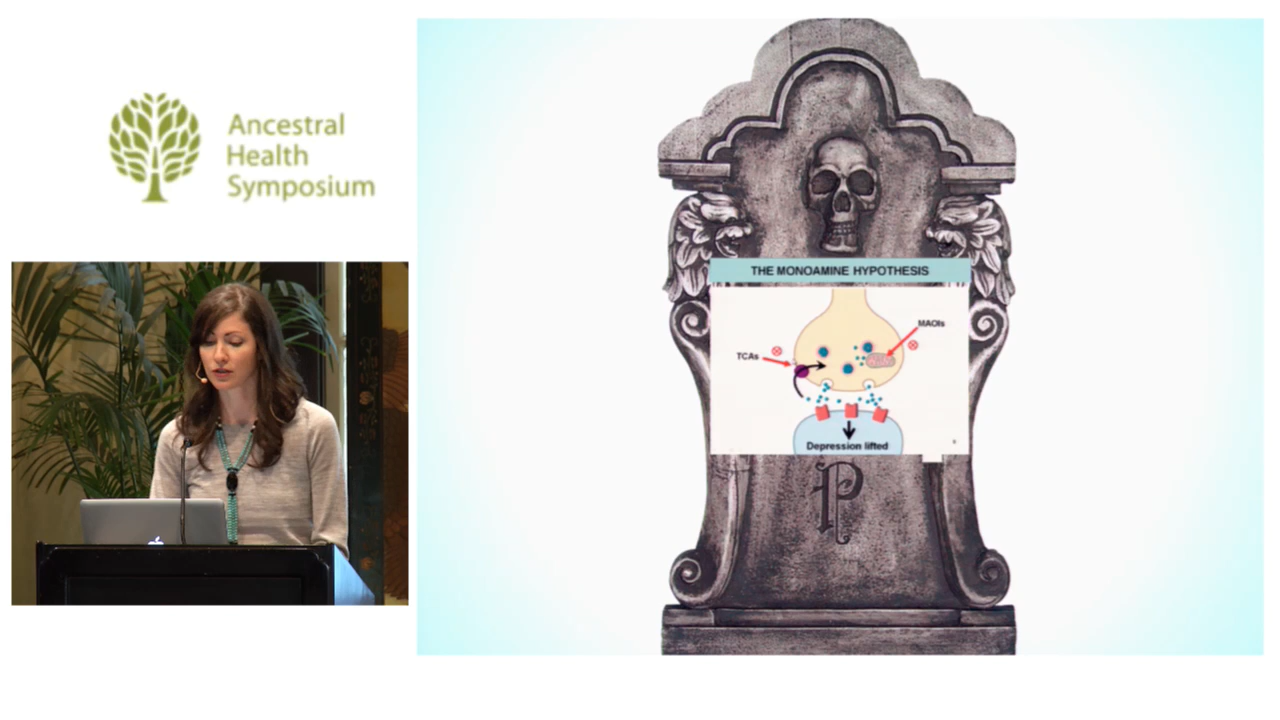 Ancestral
Health
Symposium
THE MONOAMINE HYPOTHESIS
MAOIs
TCAs
Depression lifted
P